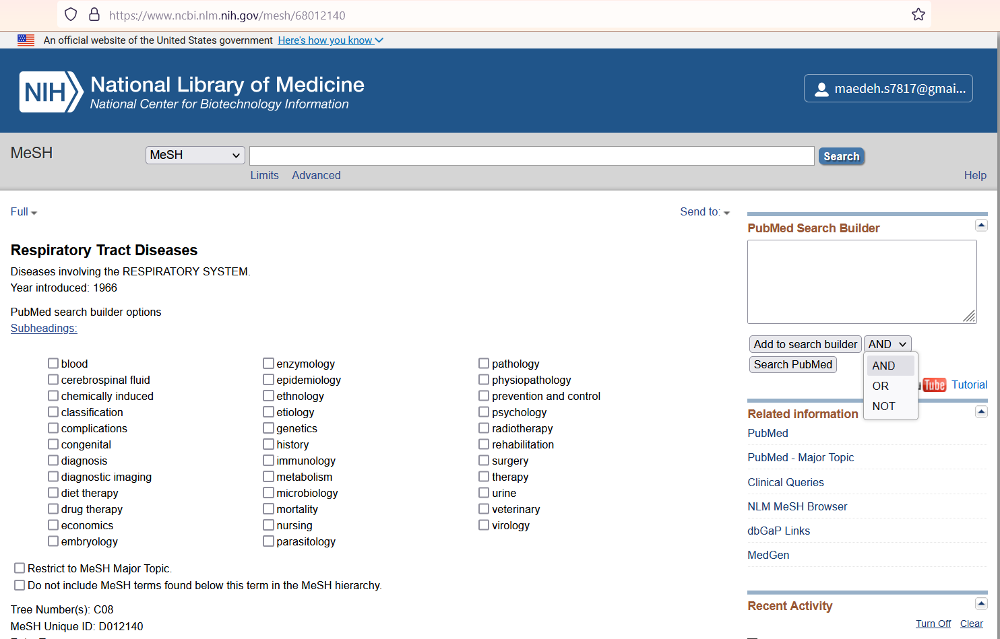 https://www.ncbi.nlm.nih.gov/mesh/68012140
An official website of the United States government Here's how you know
NIH National Library of Medicine
National Center for Biotechnology Information
maedeh.s7817@gmai...
MeSH
MeSH
Search
Limits Advanced
Help
Full
Send to:
Respiratory Tract Diseases
Diseases involving the RESPIRATORY SYSTEM.
Year introduced: 1966
PubMed search builder options
Subheadings:
blood
cerebrospinal fluid
chemically induced
classification
complications
congenital
diagnosis
diagnostic imaging
diet therapy
drug therapy
economics
embryology
enzymology
epidemiology
ethnology
etiology
genetics
history
immunology
metabolism
microbiology
mortality
nursing
parasitology
pathology
physiopathology
prevention and control
psychology
radiotherapy
rehabilitation
surgery
therapy
urine
veterinary
virology
Restrict to MeSH Major Topic.
Do not include MeSH terms found below this term in the MeSH hierarchy.
Tree Number(s): C08
MeSH Unique ID: D012140
PubMed Search Builder
Add to search builder AND
Search PubMed
AND
OR
NOT
Tube Tutorial
Related information
PubMed
PubMed - Major Topic
Clinical Queries
NLM MeSH Browser
dbGaP Links
MedGen
Recent Activity
Turn Off Clear